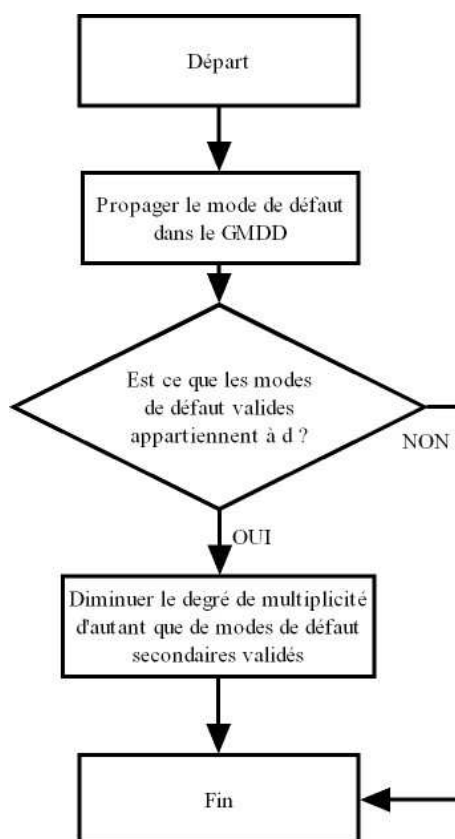 Départ
Propager le mode de défaut
dans le GMDD
Est ce que les modes
de défaut valides
appartiennent à d ?
NON
OUI
Diminuer le degré de multiplicité
d'autant que de modes de défaut
secondaires validés
Fin